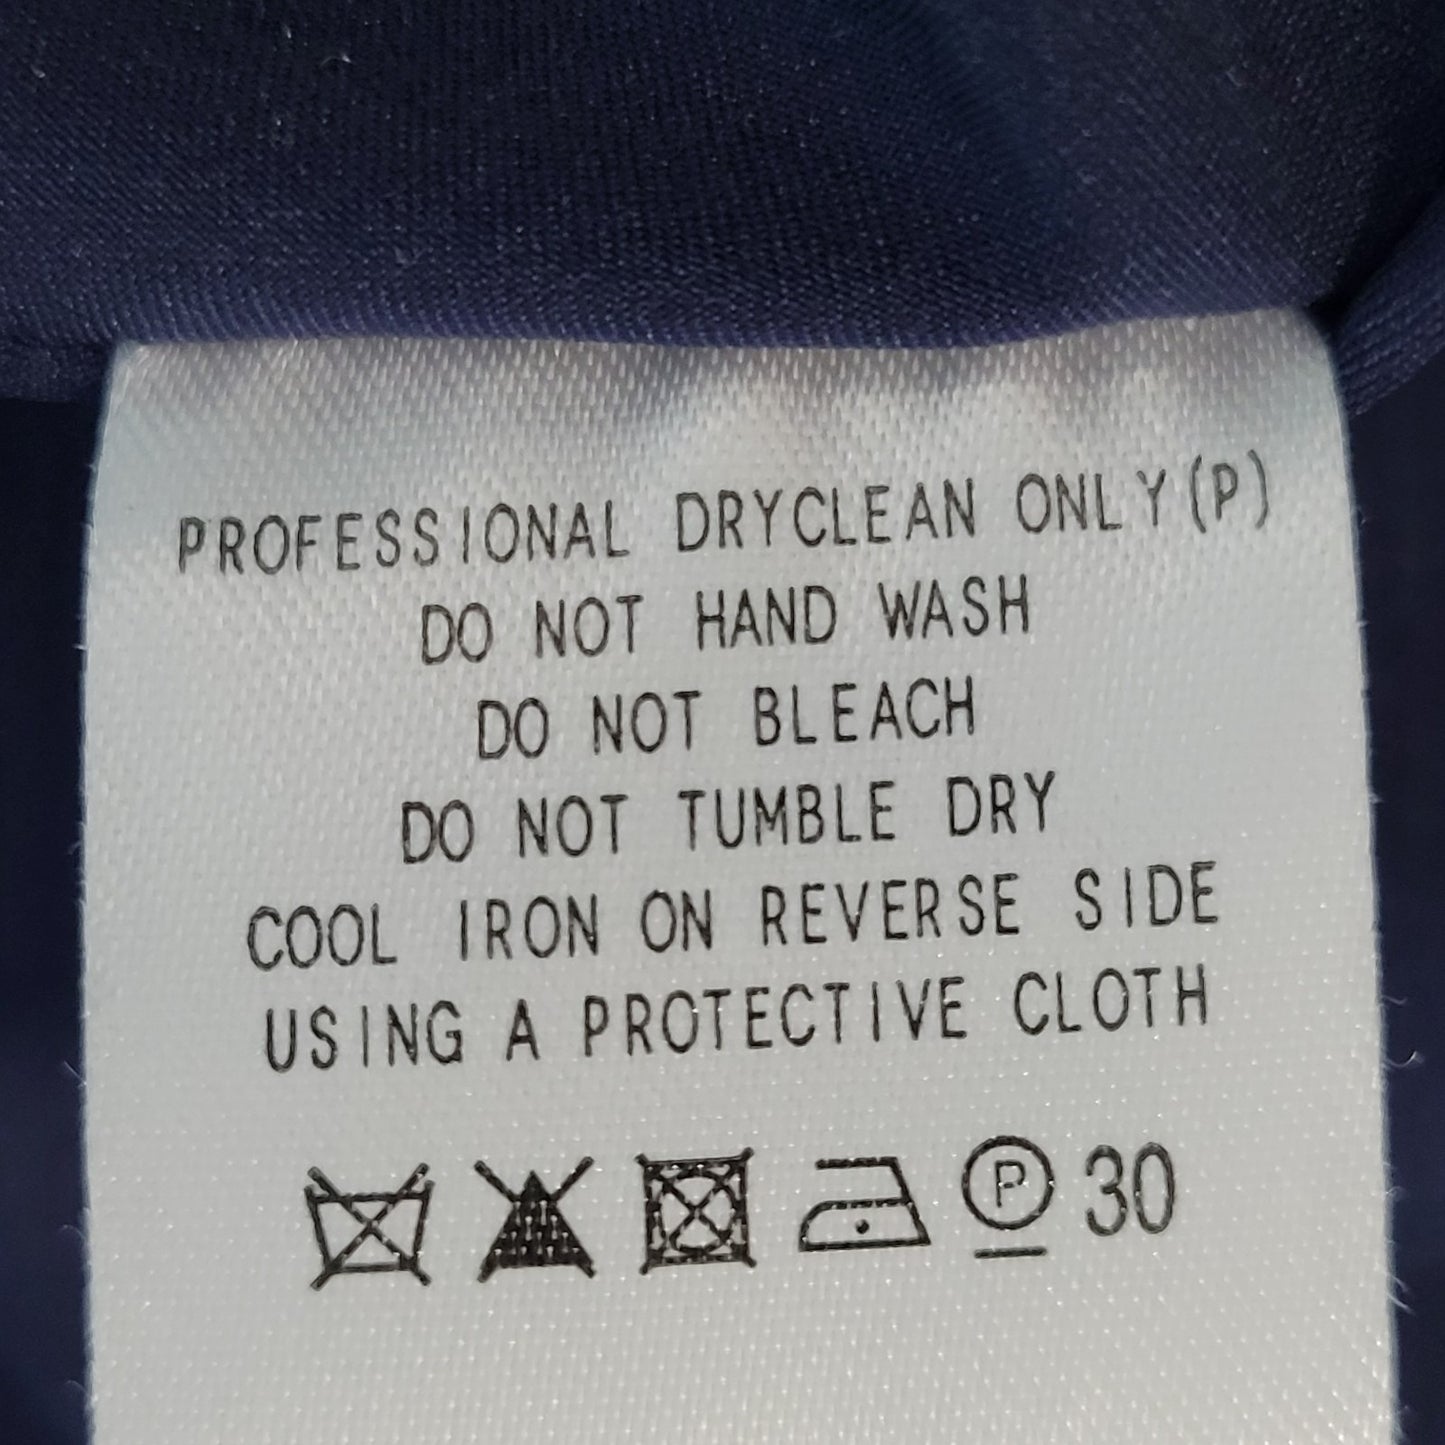 PROFESSIONAL DRYCLEAN ONLY(P)
DO NOT HAND WASH
DO NOT BLEACH
DO NOT TUMBLE DRY
COOL IRON ON REVERSE SIDE
USING A PROTECTIVE CLOTH
P 30